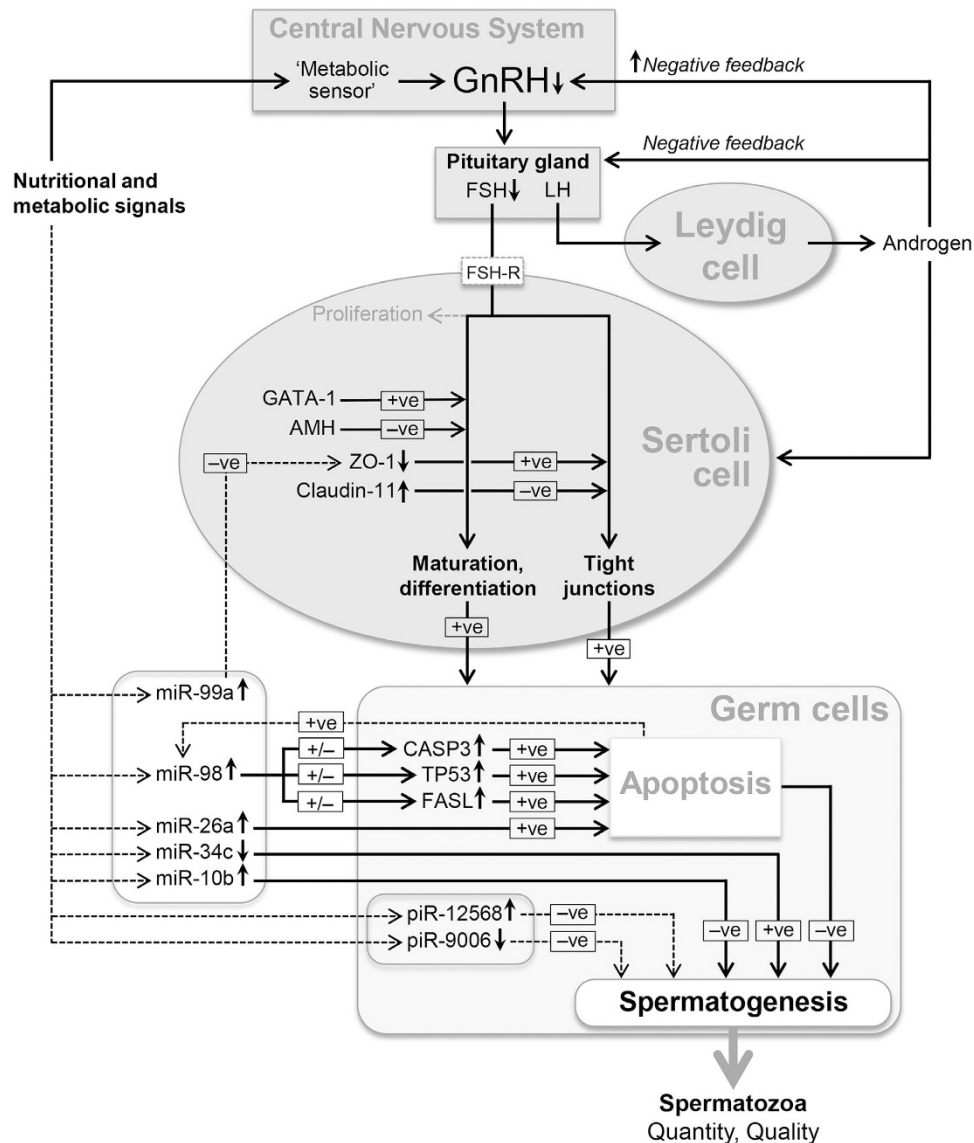 Central Nervous System
‘Metabolic
sensor’
GnRH↓
↑Negative feedback
Negative feedback
Nutritional and
metabolic signals
Pituitary gland
FSH↓ LH
Leydig
cell
Androgen
FSH-R
Proliferation
GATA-1 +ve
AMH –ve
Sertoli
cell
–ve ZO-1↓ +ve
Claudin-11↑ –ve
Maturation,
differentiation
Tight
junctions
+ve
+ve
Germ cells
miR-99a↑
+ve
miR-98↑
+/– CASP3↑ +ve
+/– TP53↑ +ve
+/– FASL↑ +ve
Apoptosis
miR-26a↑ +ve
miR-34c↓
miR-10b↑
piR-12568↑ –ve
piR-9006↓ –ve
–ve +ve –ve
Spermatogenesis
Spermatozoa
Quantity, Quality